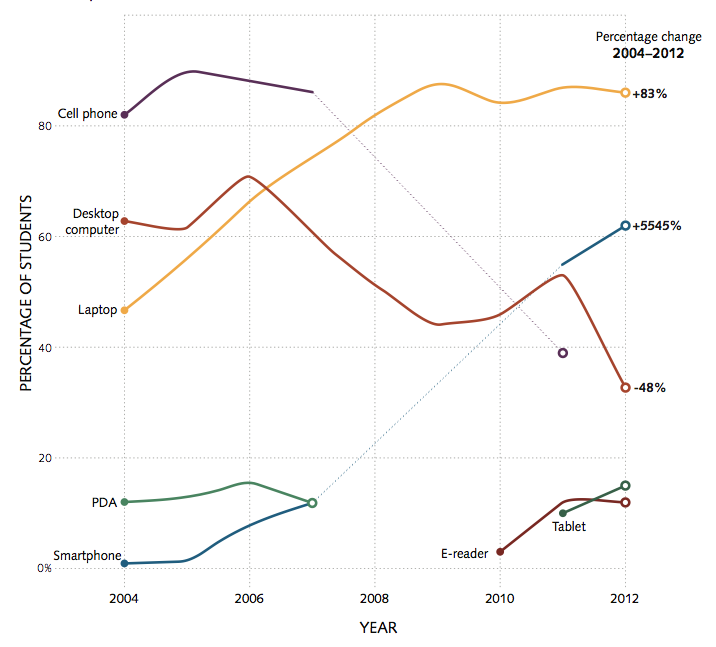 Percentage change
2004–2012
+83%
Cell phone
80
Desktop
computer
60
+5545%
Laptop
40
-48%
20
PDA
Tablet
E-reader
Smartphone
0%
2004
2006
2008
2010
2012
YEAR
PERCENTAGE OF STUDENTS